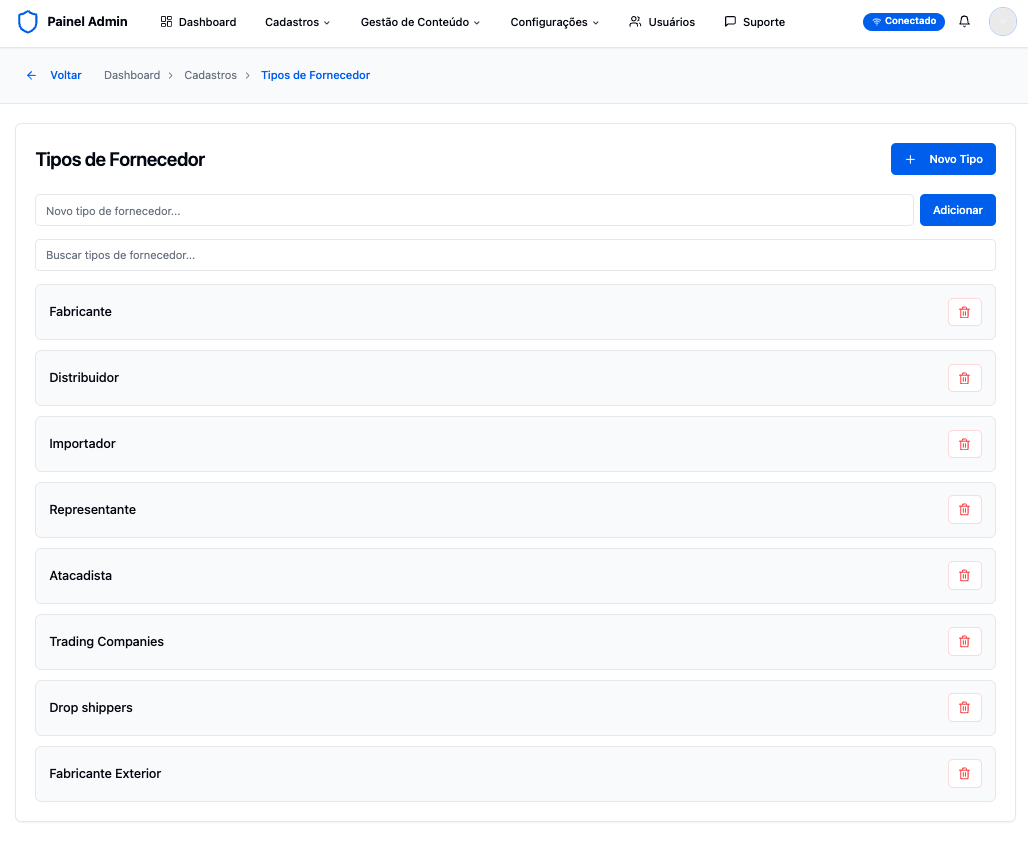 Painel Admin Dashboard Cadastros Gestão de Conteúdo Configurações Usuários Suporte Conectado
Voltar Dashboard Cadastros Tipos de Fornecedor
Tipos de Fornecedor Novo Tipo
Novo tipo de fornecedor... Adicionar
Buscar tipos de fornecedor...
Fabricante
Distribuidor
Importador
Representante
Atacadista
Trading Companies
Drop shippers
Fabricante Exterior